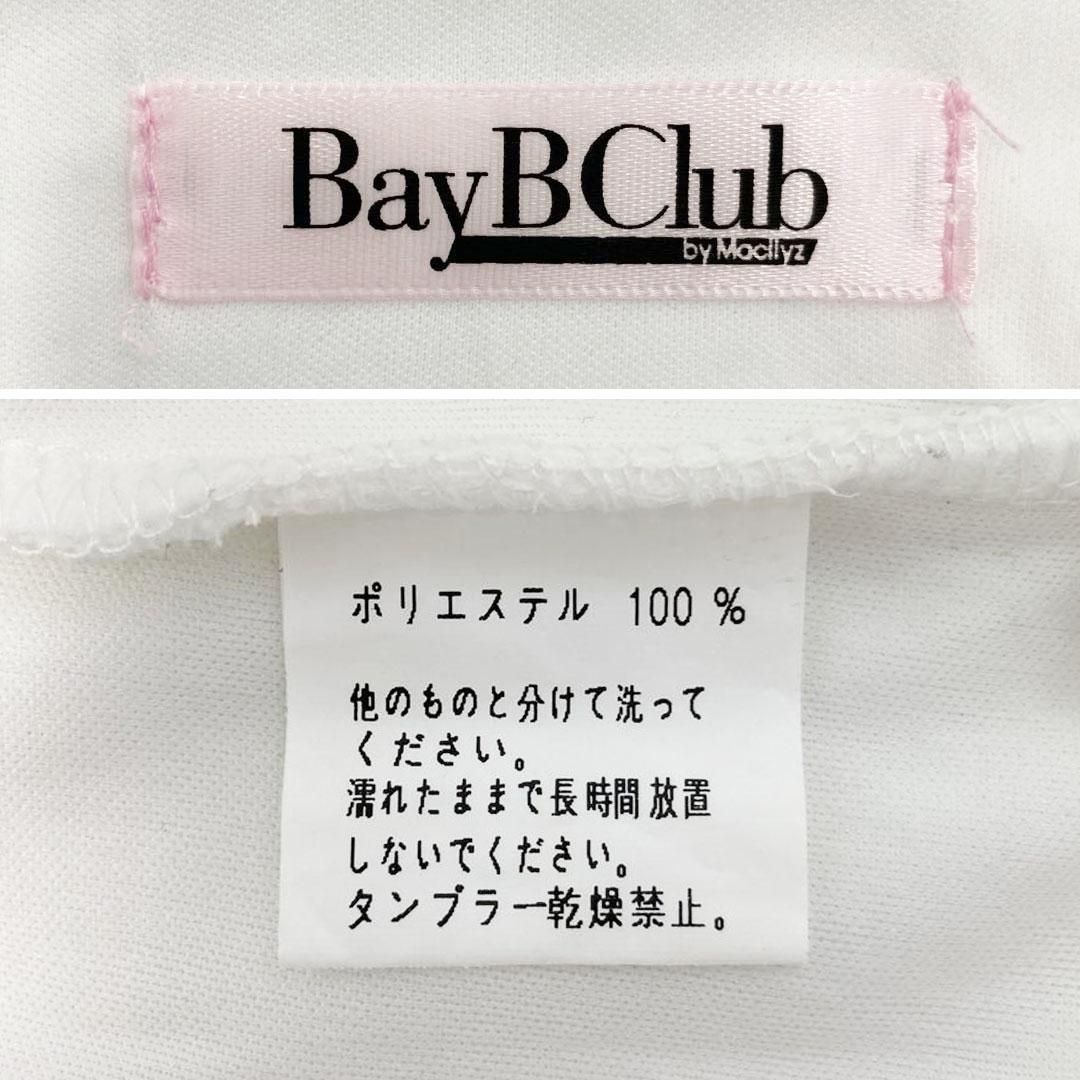 BayBClub
by Macllyz
ポリエステル 100 %
他のものと分けて洗って
ください。
濡れたままで長時間放置
しないでください。
タンブラー乾燥禁止。